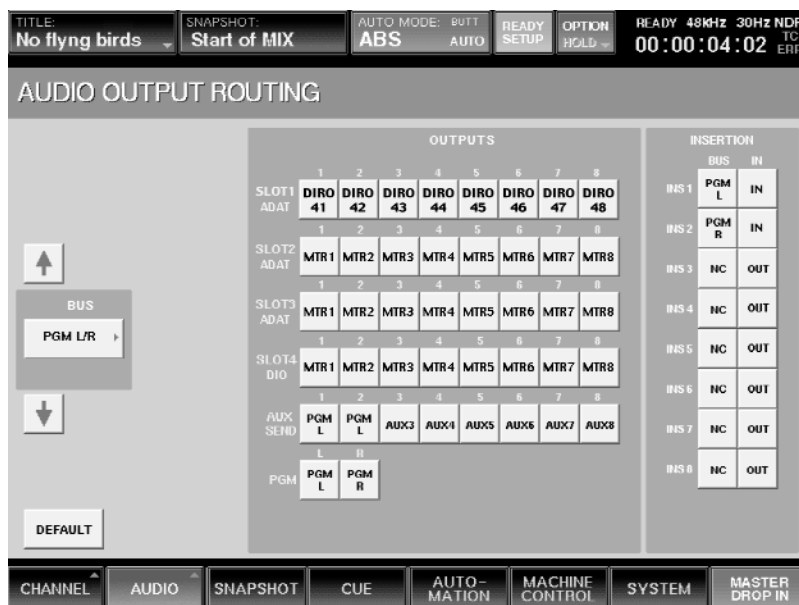 TITLE:
No flyng birds
SNAPSHOT:
Start of MIX
AUTO MODE: BUTT
ABS AUTO
READY
SETUP
OPTION
HOLD
READY 48kHz 30Hz NDF
00:00:04:02 TC
ERR
AUDIO OUTPUT ROUTING
OUTPUTS
1 2 3 4 5 6 7 8
SLOT1
ADAT
DIRO 41 DIRO 42 DIRO 43 DIRO 44 DIRO 45 DIRO 46 DIRO 47 DIRO 48
1 2 3 4 5 6 7 8
SLOT2
ADAT
MTR1 MTR2 MTR3 MTR4 MTR5 MTR6 MTR7 MTR8
1 2 3 4 5 6 7 8
SLOT3
ADAT
MTR1 MTR2 MTR3 MTR4 MTR5 MTR6 MTR7 MTR8
1 2 3 4 5 6 7 8
SLOT4
DIO
MTR1 MTR2 MTR3 MTR4 MTR5 MTR6 MTR7 MTR8
1 2 3 4 5 6 7 8
AUX
SEND
PGM L PGM L AUX3 AUX4 AUX5 AUX6 AUX7 AUX8
L R
PGM
PGM L PGM R
INSERTION
BUS IN
INS 1 PGM L IN
INS 2 PGM R IN
INS 3 NC OUT
INS 4 NC OUT
INS 5 NC OUT
INS 6 NC OUT
INS 7 NC OUT
INS 8 NC OUT
BUS
PGM L/R
DEFAULT
CHANNEL
AUDIO
SNAPSHOT
CUE
AUTO-
MATION
MACHINE
CONTROL
SYSTEM
MASTER
DROP IN